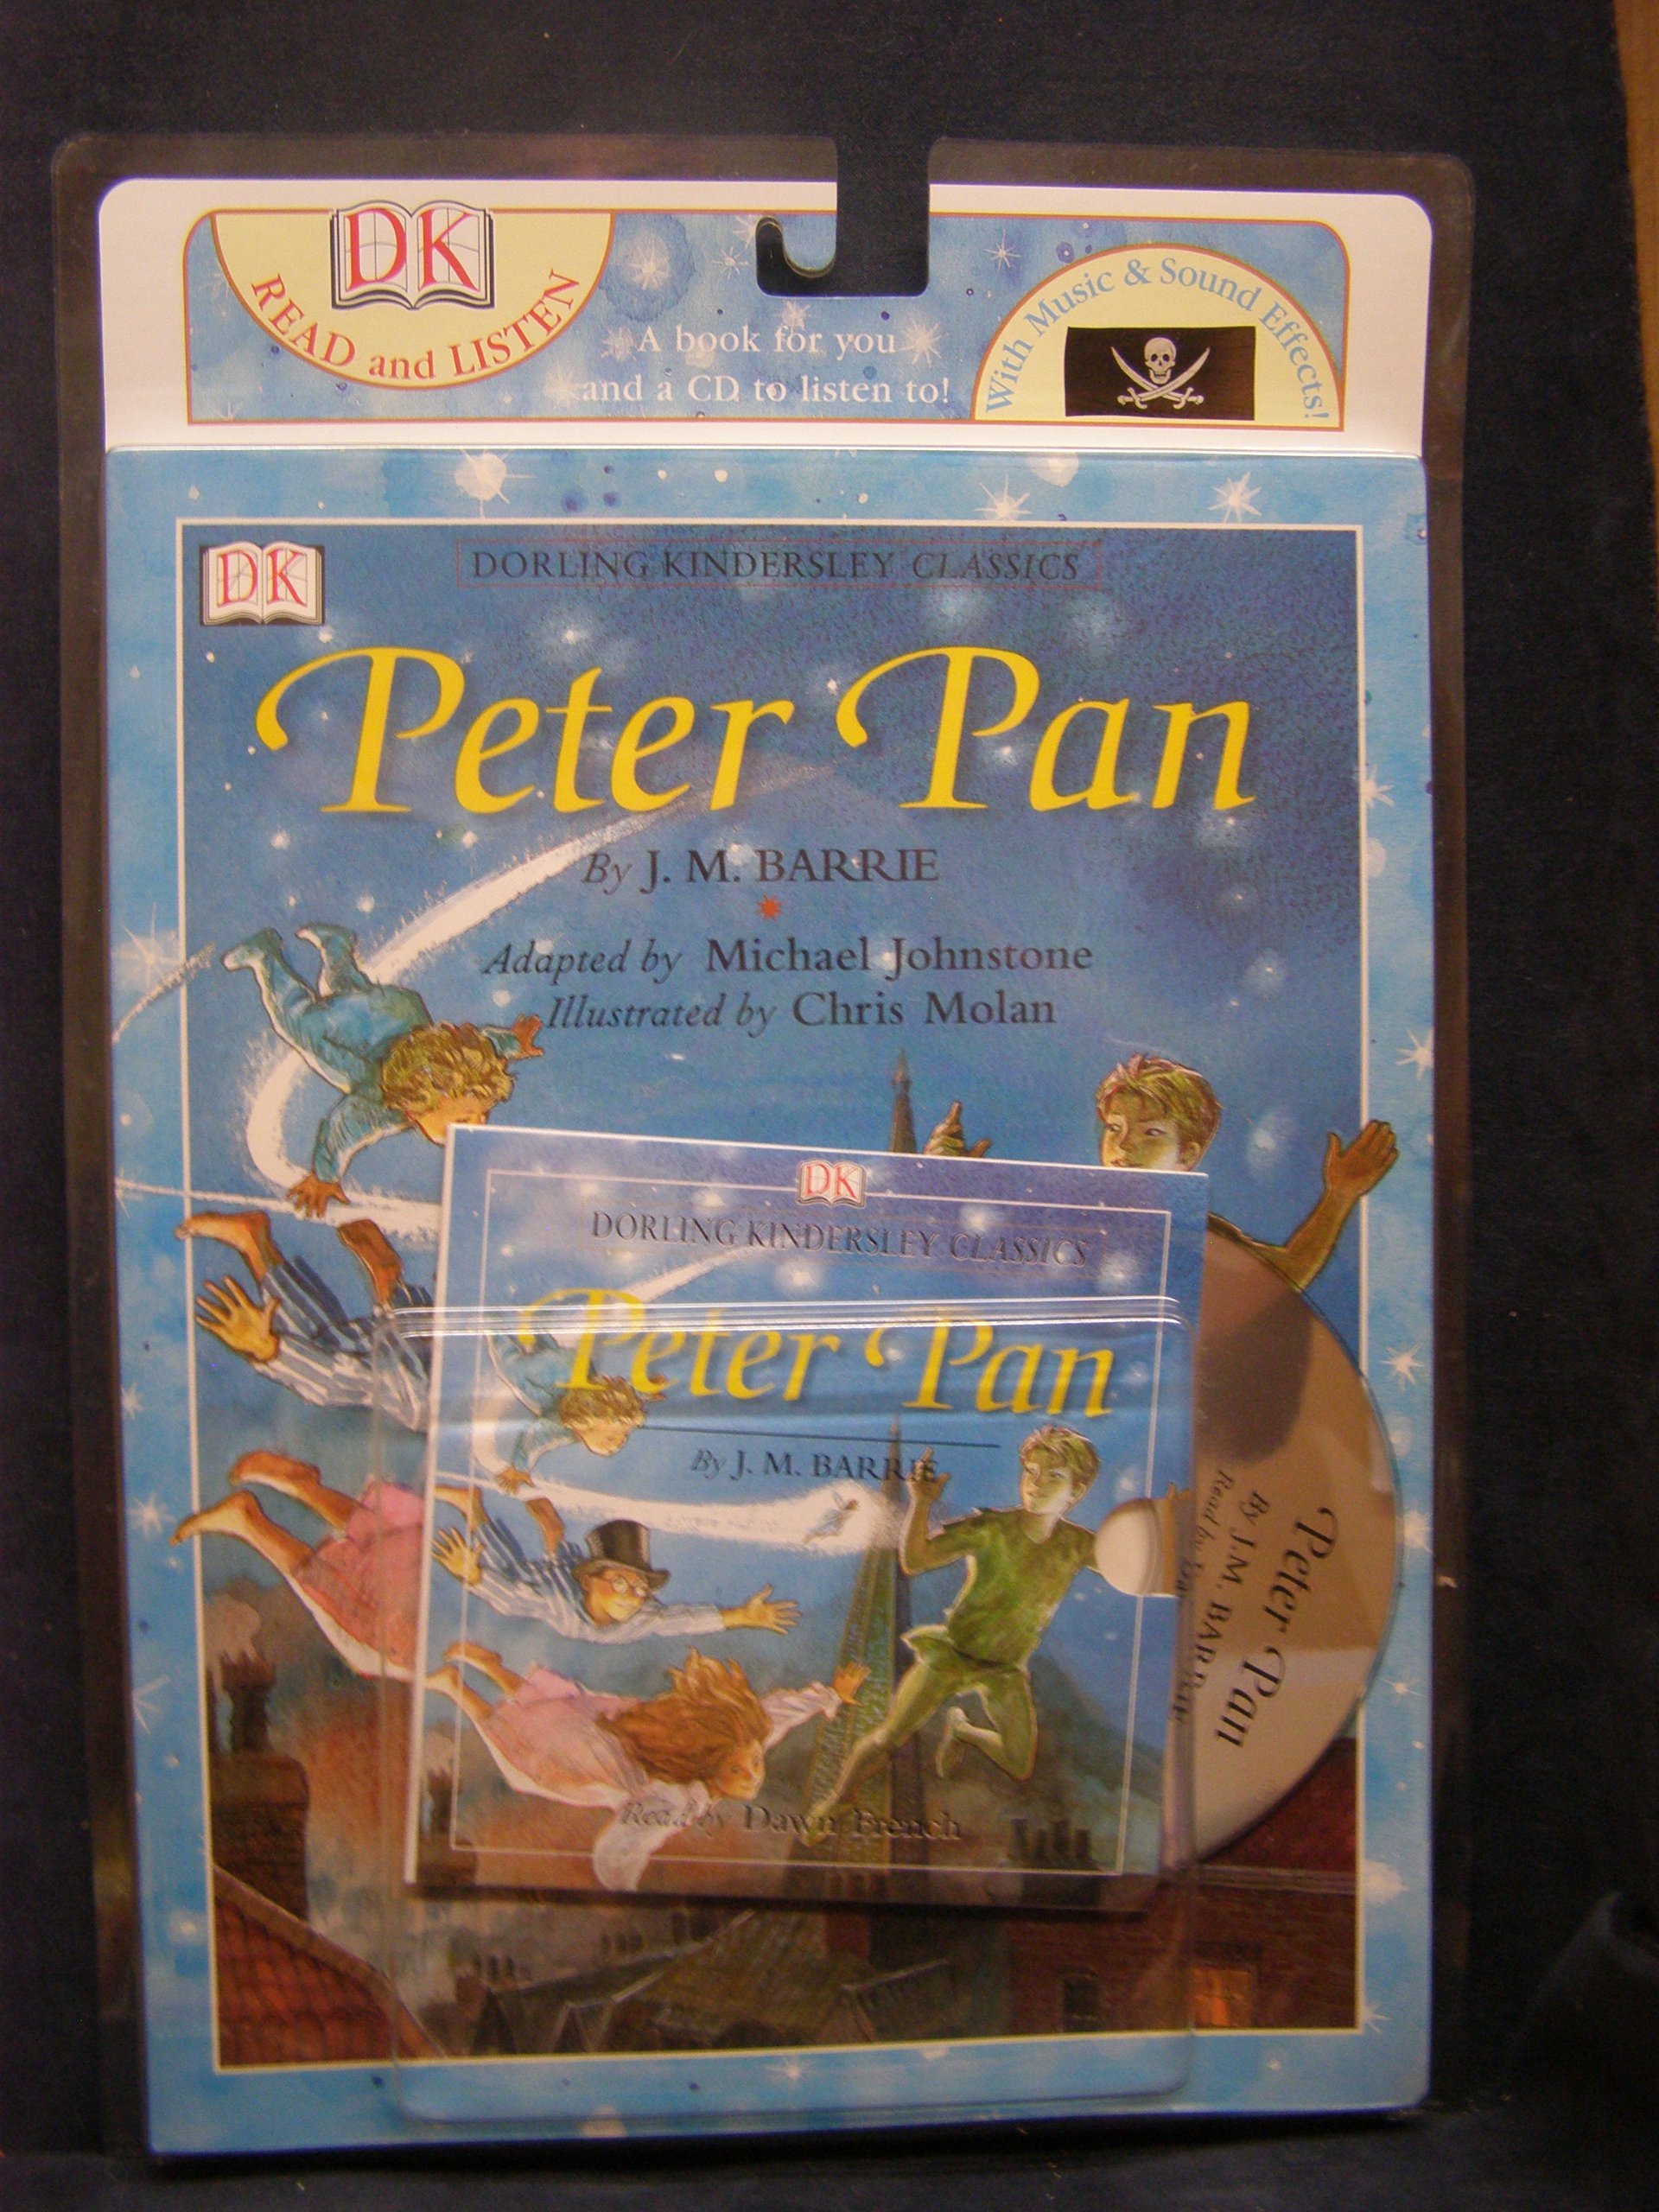 DK
READ and LISTEN
A book for you
and a CD to listen to!
With Music & Sound Effects!
DK
DORLING KINDERSLEY CLASSICS
Peter Pan
By J. M. BARRIE
Adapted by Michael Johnstone
Illustrated by Chris Molan
DK
DORLING KINDERSLEY CLASSICS
Peter Pan
By J. M. BARRIE
Read by Dawn French
Peter Pan
By J.M. BARRIE
Read by